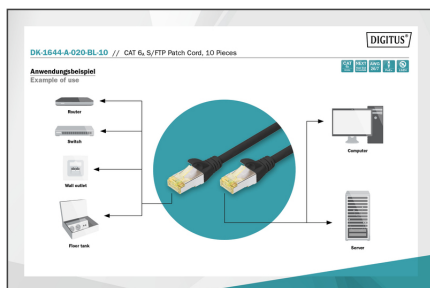 DIGITUS®
DK-1644-A-020-BL-10 // CAT 6A S/FTP Patch Cord, 10 Pieces
Anwendungsbeispiel
Example of use
Router
Switch
Wall outlet
Floor tank
Computer
Server